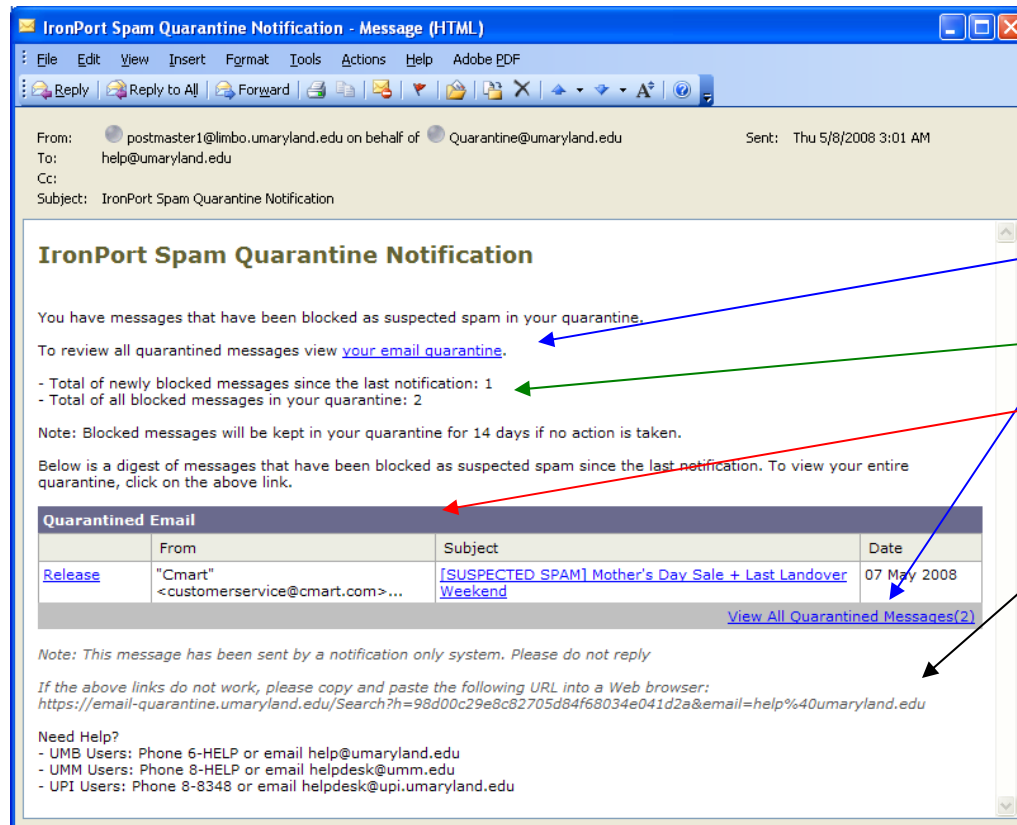 IronPort Spam Quarantine Notification - Message (HTML)
File Edit View Insert Format Tools Actions Help Adobe PDF
Reply Reply to All Forward
From: postmaster1@limbo.umaryland.edu on behalf of Quarantine@umaryland.edu Sent: Thu 5/8/2008 3:01 AM
To: help@umaryland.edu
Cc:
Subject: IronPort Spam Quarantine Notification
IronPort Spam Quarantine Notification
You have messages that have been blocked as suspected spam in your quarantine.
To review all quarantined messages view your email quarantine.
- Total of newly blocked messages since the last notification: 1
- Total of all blocked messages in your quarantine: 2
Note: Blocked messages will be kept in your quarantine for 14 days if no action is taken.
Below is a digest of messages that have been blocked as suspected spam since the last notification. To view your entire
quarantine, click on the above link.
Quarantined Email
From Subject Date
Release "Cmart" [SUSPECTED SPAM] Mother's Day Sale + Last Landover 07 May 2008
<customerservice@cmart.com>... Weekend
View All Quarantined Messages(2)
Note: This message has been sent by a notification only system. Please do not reply
If the above links do not work, please copy and paste the following URL into a Web browser:
https://email-quarantine.umaryland.edu/Search?h=98d00c29e8c82705d84f68034e041d2a&email=help%40umaryland.edu
Need Help?
- UMB Users: Phone 6-HELP or email help@umaryland.edu
- UMM Users: Phone 8-HELP or email helpdesk@umm.edu
- UPI Users: Phone 8-8348 or email helpdesk@upi.umaryland.edu